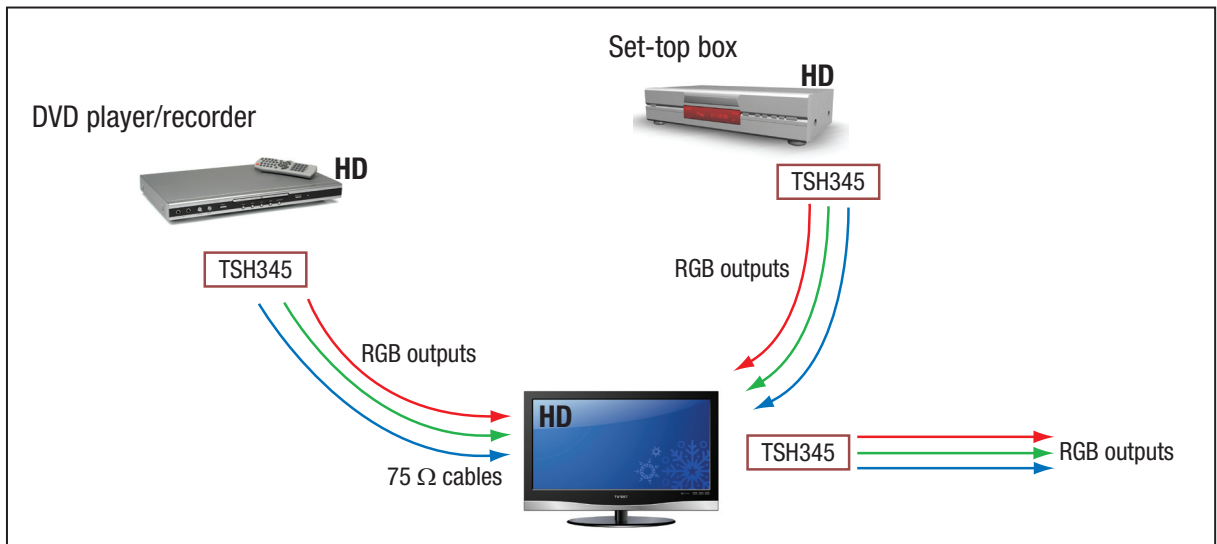 Set-top box
HD
DVD player/recorder
HD
TSH345
TSH345
RGB outputs
RGB outputs
HD
75 Ω cables
TSH345
RGB outputs